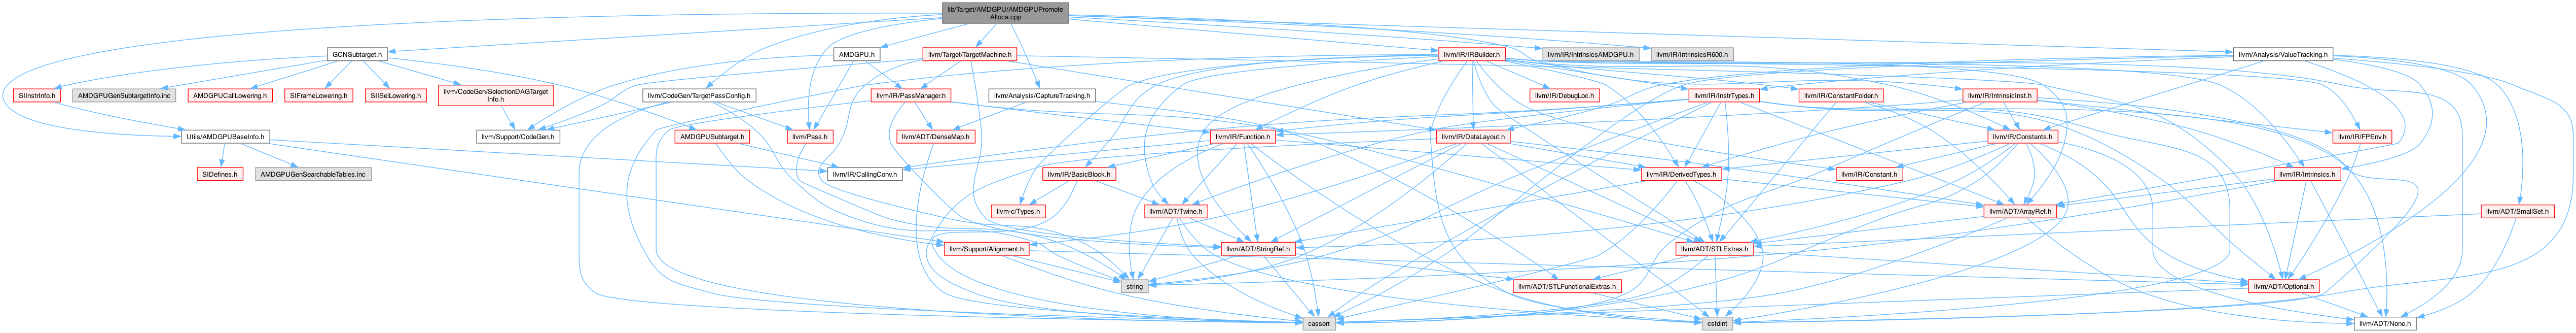 lib/Target/AMDGPU/AMDGPUPromote
Alloca.cpp
GCNSubtarget.h
AMDGPU.h
llvm/Target/TargetMachine.h
llvm/IR/IRBuilder.h
llvm/IR/IntrinsicsAMDGPU.h
llvm/IR/IntrinsicsR600.h
llvm/Analysis/ValueTracking.h
SIInstrInfo.h
AMDGPUGenSubtargetInfo.inc
AMDGPUCallLowering.h
SIFrameLowering.h
SIISelLowering.h
llvm/CodeGen/SelectionDAGTarget
Info.h
llvm/CodeGen/TargetPassConfig.h
llvm/IR/PassManager.h
llvm/Analysis/CaptureTracking.h
llvm/IR/DebugLoc.h
llvm/IR/InstrTypes.h
llvm/IR/ConstantFolder.h
llvm/IR/IntrinsicInst.h
Utils/AMDGPUBaseInfo.h
llvm/Support/CodeGen.h
AMDGPUSubtarget.h
llvm/Pass.h
llvm/ADT/DenseMap.h
llvm/IR/Function.h
llvm/IR/DataLayout.h
llvm/IR/Constants.h
llvm/IR/FPEnv.h
SIDefines.h
AMDGPUGenSearchableTables.inc
llvm/IR/CallingConv.h
llvm/IR/BasicBlock.h
llvm/IR/DerivedTypes.h
llvm/IR/Constant.h
llvm/IR/Intrinsics.h
llvm-c/Types.h
llvm/ADT/Twine.h
llvm/ADT/ArrayRef.h
llvm/ADT/SmallSet.h
llvm/Support/Alignment.h
llvm/ADT/StringRef.h
llvm/ADT/STLExtras.h
string
llvm/ADT/STLFunctionalExtras.h
llvm/ADT/Optional.h
cassert
cstdint
llvm/ADT/None.h